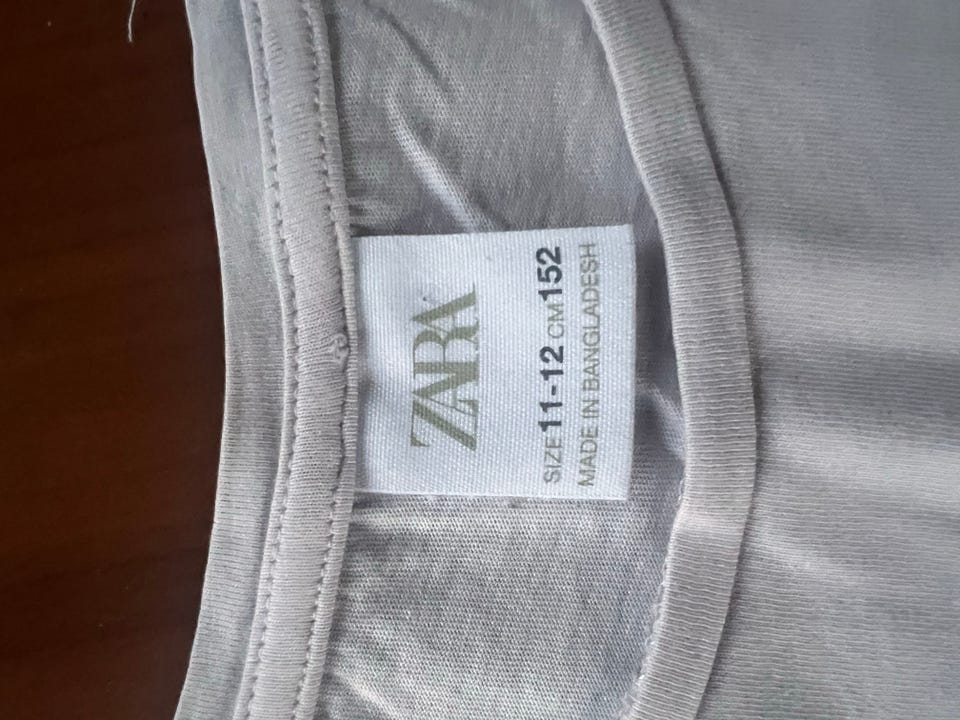 ZARA
SIZE 11-12 CM 152
MADE IN BANGLADESH